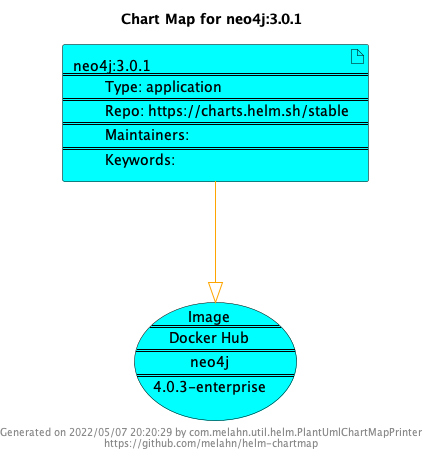 Chart Map for neo4j:3.0.1
neo4j:3.0.1
Type: application
Repo: https://charts.helm.sh/stable
Maintainers:
Keywords:
Image
Docker Hub
neo4j
4.0.3-enterprise
Generated on 2022/05/07 20:20:29 by com.melahn.util.helm.PlantUmlChartMapPrinter
https://github.com/melahn/helm-chartmap